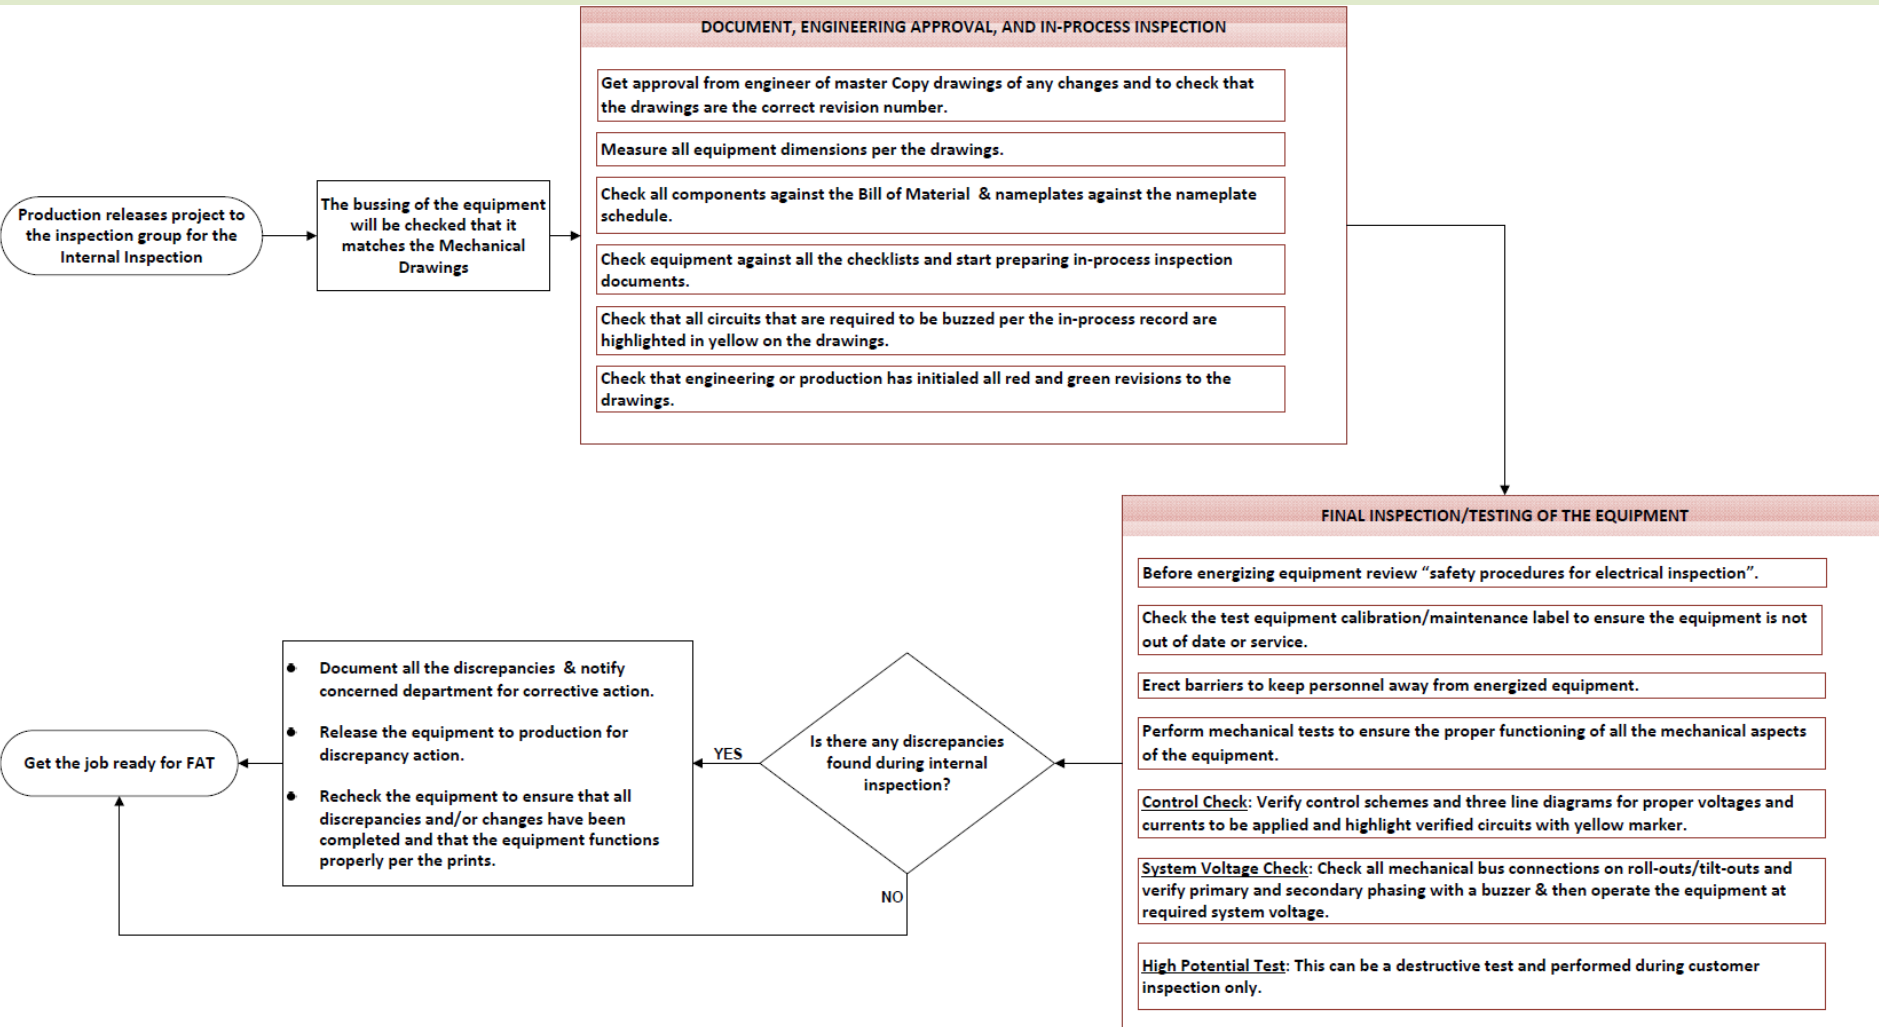 DOCUMENT, ENGINEERING APPROVAL, AND IN-PROCESS INSPECTION
Get approval from engineer of master Copy drawings of any changes and to check that
the drawings are the correct revision number.
Measure all equipment dimensions per the drawings.
Check all components against the Bill of Material & nameplates against the nameplate
schedule.
Check equipment against all the checklists and start preparing in-process inspection
documents.
Check that all circuits that are required to be buzzed per the in-process record are
highlighted in yellow on the drawings.
Check that engineering or production has initialed all red and green revisions to the
drawings.
Production releases project to
the inspection group for the
Internal Inspection
The bussing of the equipment
will be checked that it
matches the Mechanical
Drawings
FINAL INSPECTION/TESTING OF THE EQUIPMENT
Before energizing equipment review “safety procedures for electrical inspection”.
Check the test equipment calibration/maintenance label to ensure the equipment is not
out of date or service.
Erect barriers to keep personnel away from energized equipment.
Perform mechanical tests to ensure the proper functioning of all the mechanical aspects
of the equipment.
Control Check: Verify control schemes and three line diagrams for proper voltages and
currents to be applied and highlight verified circuits with yellow marker.
System Voltage Check: Check all mechanical bus connections on roll-outs/tilt-outs and
verify primary and secondary phasing with a buzzer & then operate the equipment at
required system voltage.
High Potential Test: This can be a destructive test and performed during customer
inspection only.
Is there any discrepancies
found during internal
inspection?
YES
NO
● Document all the discrepancies & notify
concerned department for corrective action.
● Release the equipment to production for
discrepancy action.
● Recheck the equipment to ensure that all
discrepancies and/or changes have been
completed and that the equipment functions
properly per the prints.
Get the job ready for FAT